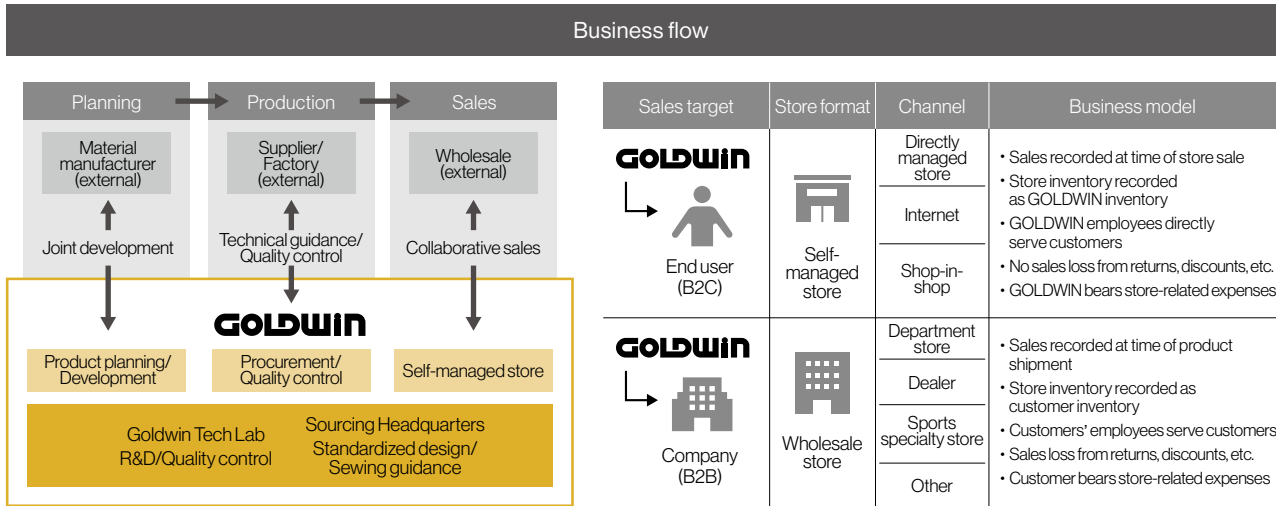 Business flow
Planning
Production
Sales
Material
manufacturer
(external)
Supplier/
Factory
(external)
Wholesale
(external)
Joint development
Technical guidance/
Quality control
Collaborative sales
GOLDWIN
Product planning/
Development
Procurement/
Quality control
Self-managed store
Goldwin Tech Lab
R&D/Quality control
Sourcing Headquarters
Standardized design/
Sewing guidance
Sales target
Store format
Channel
Business model
GOLDWIN
End user
(B2C)
Self-
managed
store
Directly
managed
store
Internet
Shop-in-
shop
• Sales recorded at time of store sale
• Store inventory recorded
as GOLDWIN inventory
• GOLDWIN employees directly
serve customers
• No sales loss from returns, discounts, etc.
• GOLDWIN bears store-related expenses
GOLDWIN
Company
(B2B)
Wholesale
store
Department
store
Dealer
Sports
specialty store
Other
• Sales recorded at time of product
shipment
• Store inventory recorded as
customer inventory
• Customers' employees serve customers
• Sales loss from returns, discounts, etc.
• Customer bears store-related expenses